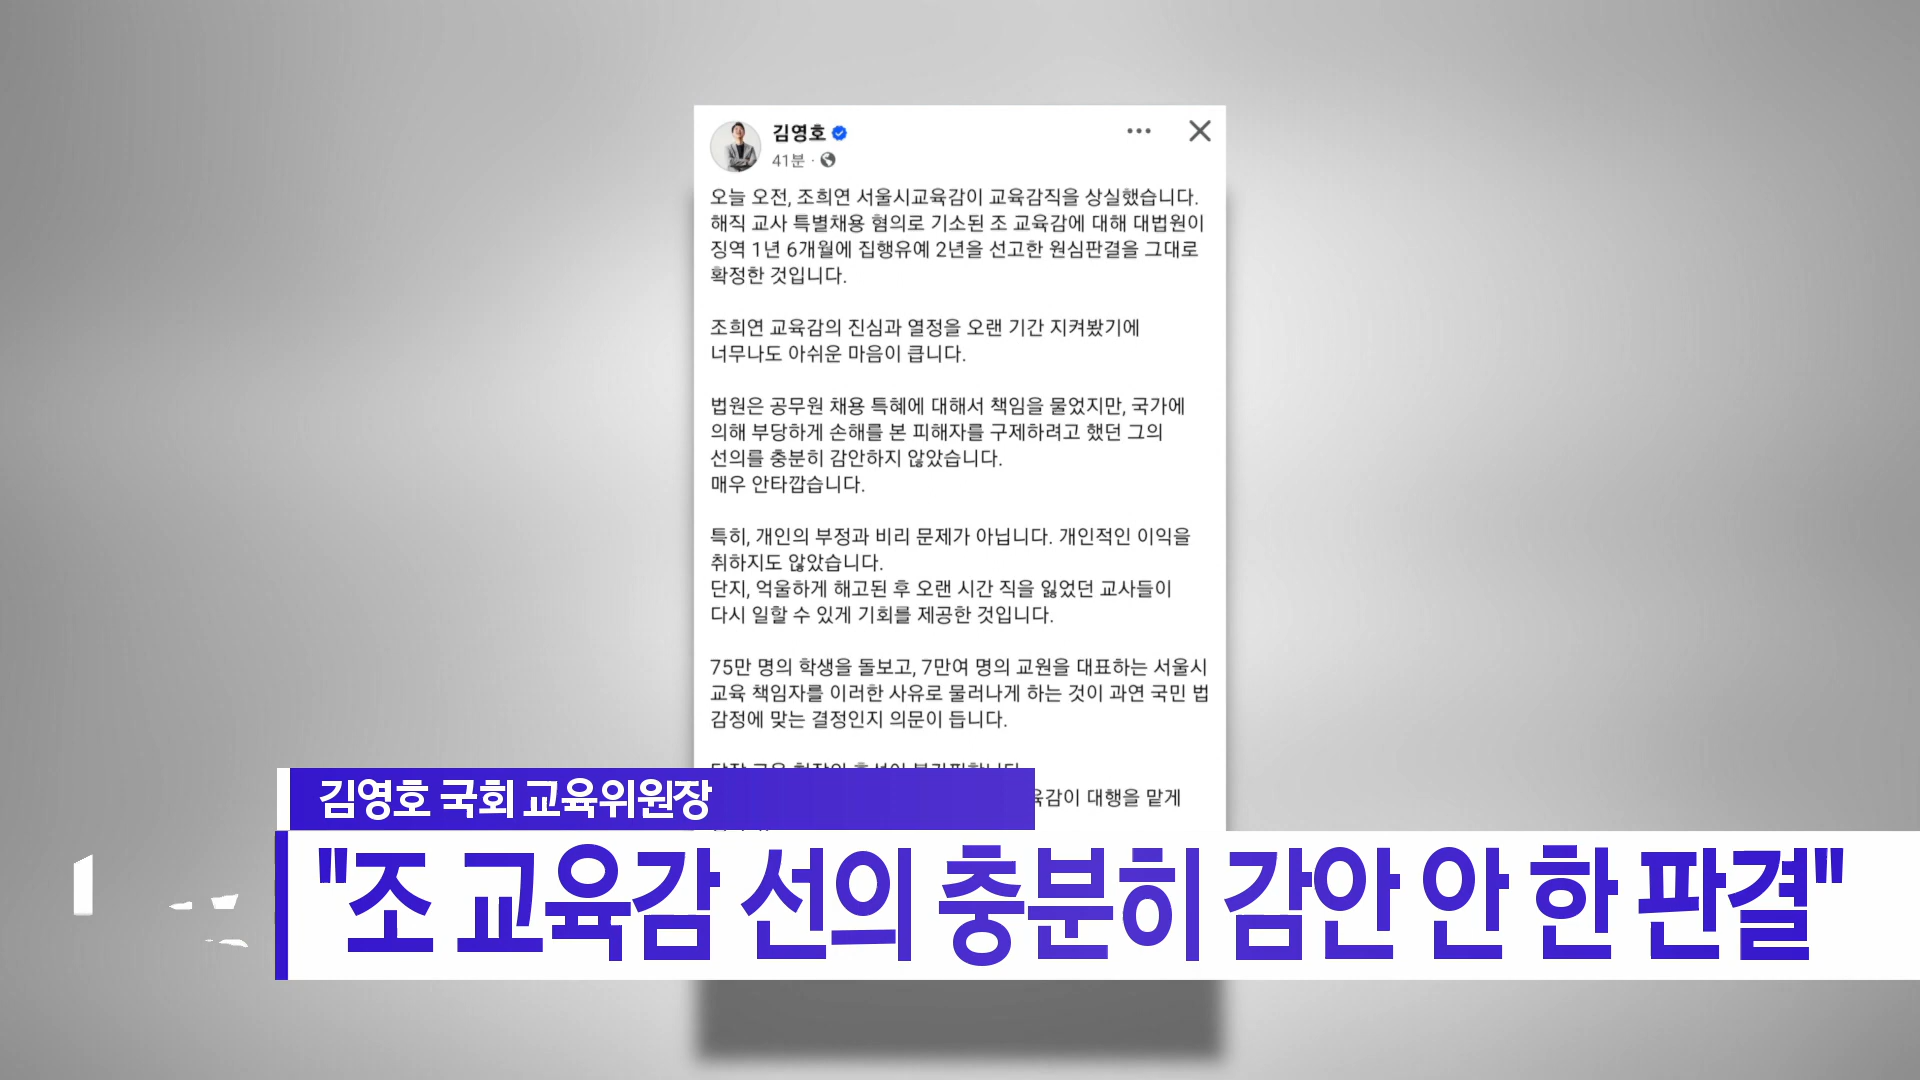 김영호
41분 ·
오늘 오전, 조희연 서울시교육감이 교육감직을 상실했습니다.
해직 교사 특별채용 혐의로 기소된 조 교육감에 대해 대법원이
징역 1년 6개월에 집행유예 2년을 선고한 원심판결을 그대로
확정한 것입니다.
조희연 교육감의 진심과 열정을 오랜 기간 지켜봤기에
너무나도 아쉬운 마음이 큽니다.
법원은 공무원 채용 특혜에 대해서 책임을 물었지만, 국가에
의해 부당하게 손해를 본 피해자를 구제하려고 했던 그의
선의를 충분히 감안하지 않았습니다.
매우 안타깝습니다.
특히, 개인의 부정과 비리 문제가 아닙니다. 개인적인 이익을
취하지도 않았습니다.
단지, 억울하게 해고된 후 오랜 시간 직을 잃었던 교사들이
다시 일할 수 있게 기회를 제공한 것입니다.
75만 명의 학생을 돌보고, 7만여 명의 교원을 대표하는 서울시
교육 책임자를 이러한 사유로 물러나게 하는 것이 과연 국민 법
감정에 맞는 결정인지 의문이 듭니다.
대행을 맡게
김영호 국회 교육위원장
"조 교육감 선의 충분히 감안 안 한 판결"